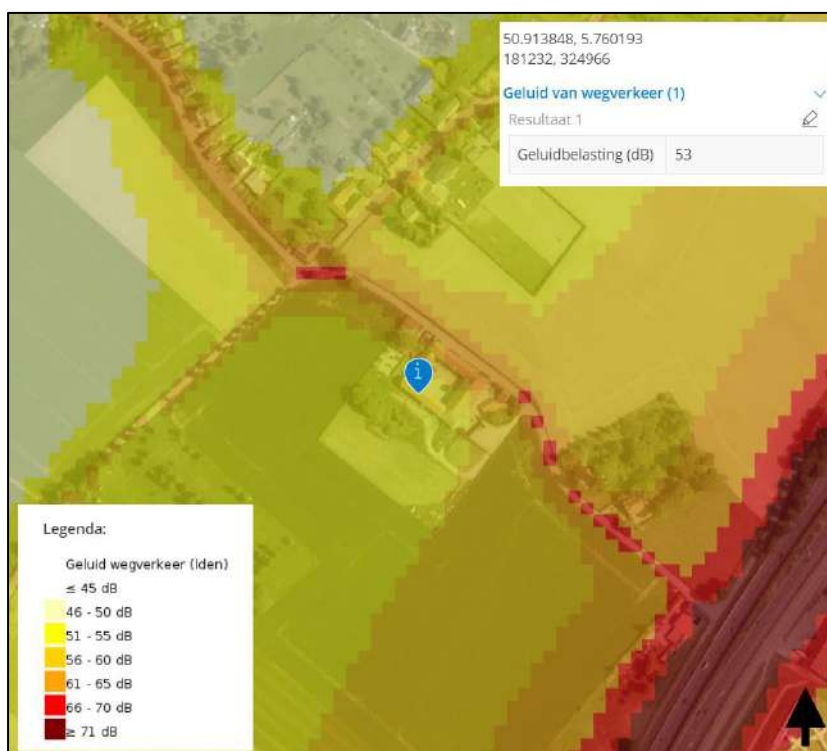 50.913848, 5.760193
181232, 324966
Geluid van wegverkeer (1)
Resultaat 1
Geluidbelasting (dB) 53
i
Legenda:
Geluid wegverkeer (lden)
≤ 45 dB
46 - 50 dB
51 - 55 dB
56 - 60 dB
61 - 65 dB
66 - 70 dB
≥ 71 dB